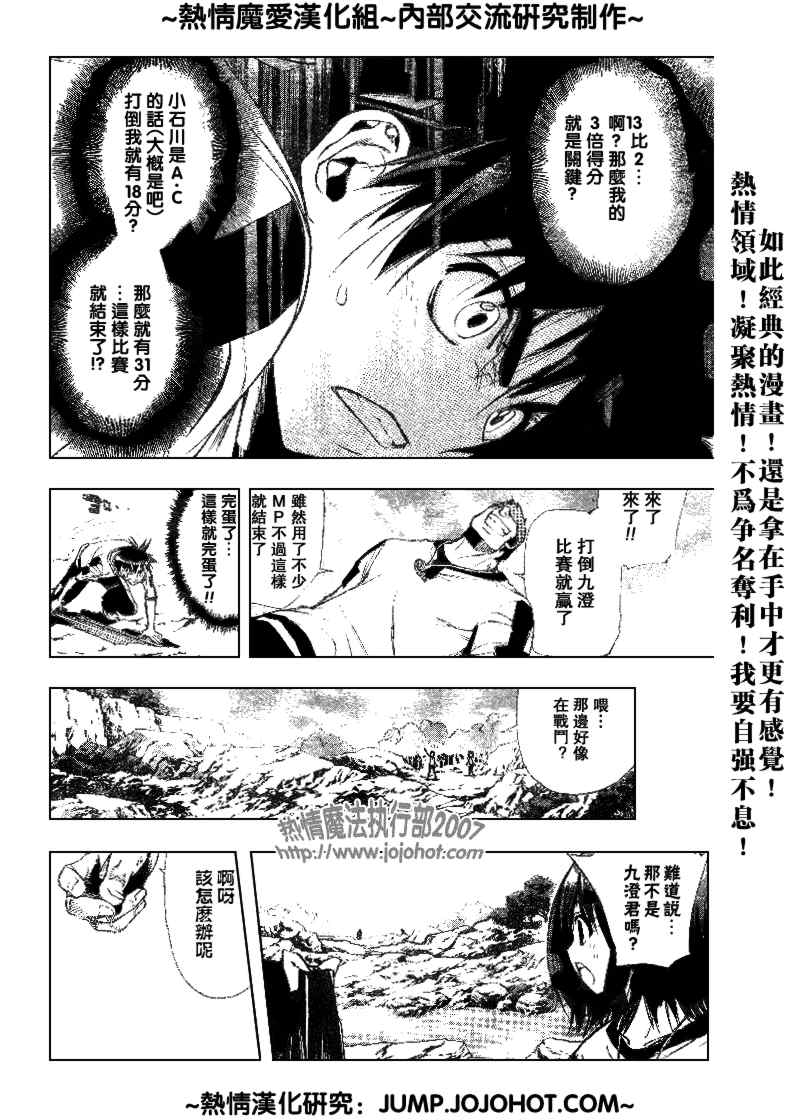 ~熱情魔愛漢化組~內部交流研究制作~
13比2…
啊？那麼我的
3倍得分
就是關鍵？
小石川是A·C
的話(大概是吧)
打倒我就有18分？
那麼就有31分
…這樣比賽
就結束了!?
來了
來了!!
打倒九澄
比賽就贏了
雖然用了不少
MP不過這樣
就結束了
完蛋了…
這樣就完蛋了!!
喂…
那邊好像
在戰鬥？
熱情魔法执行部2007
http://www.jojohot.com
難道說…
那不是
九澄君嗎？
啊呀
該怎麽辦呢
如此經典的漫畫！還是拿在手中才更有感覺！
熱情領域！凝聚熱情！不爲争名奪利！我要自强不息！
~熱情漢化研究：JUMP.JOJOHOT.COM~